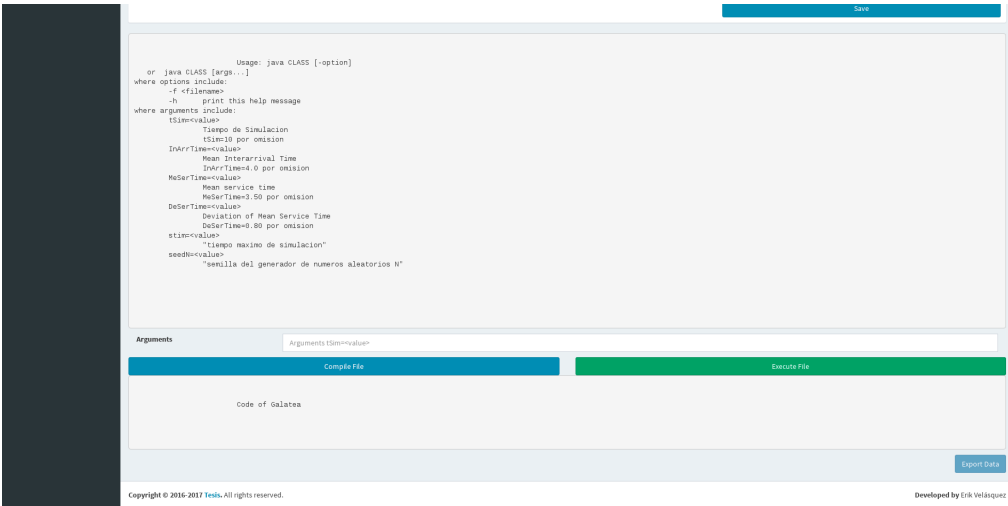 Save
Usage: java CLASS [-option]
or java CLASS [args...]
where options include:
-f <filename>
-h print this help message
where arguments include:
tSim=<value>
Tiempo de Simulacion
tSim=10 por omision
InArrTime=<value>
Mean Interarrival Time
InArrTime=4.0 por omision
MeSerTime=<value>
Mean service time
MeSerTime=3.50 por omision
DeSerTime=<value>
Deviation of Mean Service Time
DeSerTime=0.80 por omision
stim=<value>
"tiempo maximo de simulacion"
seedN=<value>
"semilla del generador de numeros aleatorios N"
Arguments Arguments tSim=<value>
Compile File Execute File
Code of Galatea
Export Data
Copyright © 2016-2017 Tesis. All rights reserved. Developed by Erik Velásquez